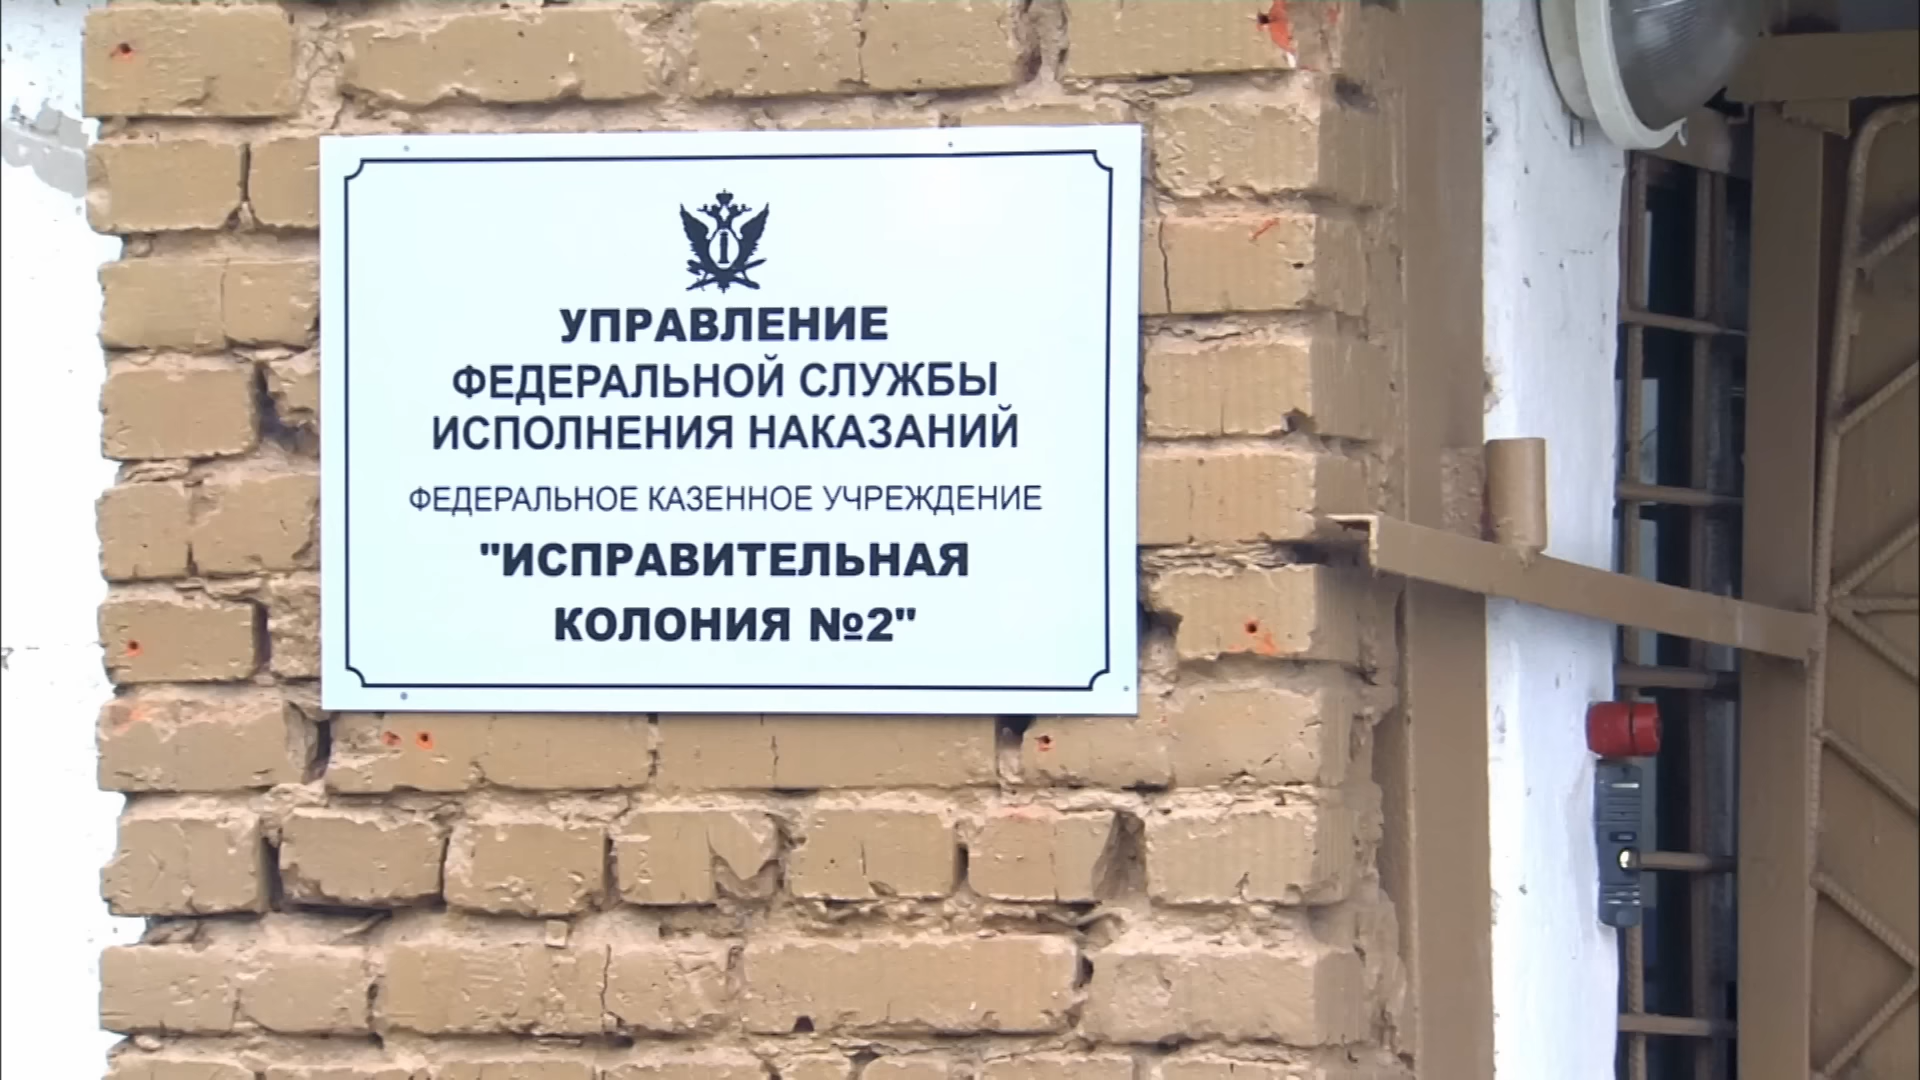 УПРАВЛЕНИЕ
ФЕДЕРАЛЬНОЙ СЛУЖБЫ
ИСПОЛНЕНИЯ НАКАЗАНИЙ
ФЕДЕРАЛЬНОЕ КАЗЕННОЕ УЧРЕЖДЕНИЕ
"ИСПРАВИТЕЛЬНАЯ
КОЛОНИЯ №2"